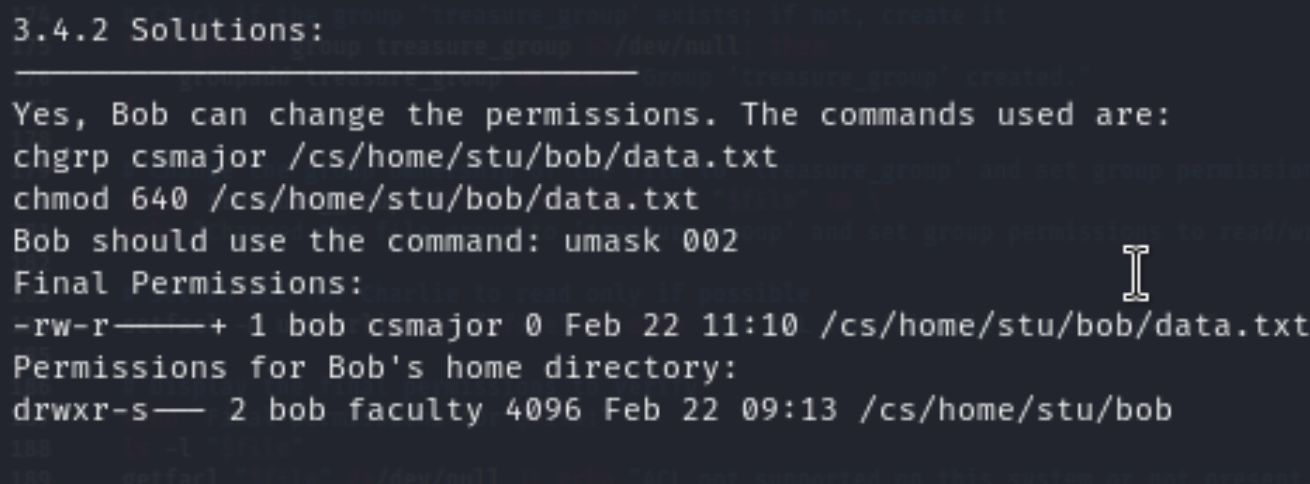 3.4.2 Solutions:
Yes, Bob can change the permissions. The commands used are:
chgrp csmajor /cs/home/stu/bob/data.txt
chmod 640 /cs/home/stu/bob/data.txt
Bob should use the command: umask 002
Final Permissions:
-rw-r-----+ 1 bob csmajor 0 Feb 22 11:10 /cs/home/stu/bob/data.txt
Permissions for Bob's home directory:
drwxr-s--- 2 bob faculty 4096 Feb 22 09:13 /cs/home/stu/bob